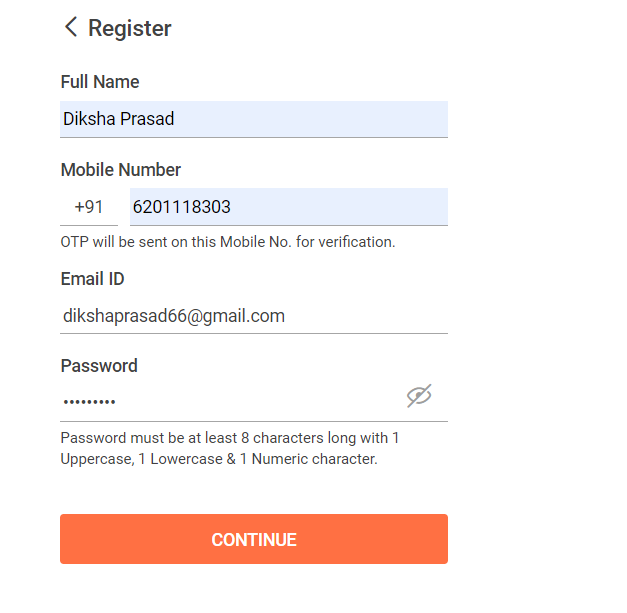 Register
Full Name
Diksha Prasad
Mobile Number
+91 6201118303
OTP will be sent on this Mobile No. for verification.
Email ID
dikshaprasad66@gmail.com
Password
•••••••••
Password must be at least 8 characters long with 1
Uppercase, 1 Lowercase & 1 Numeric character.
CONTINUE